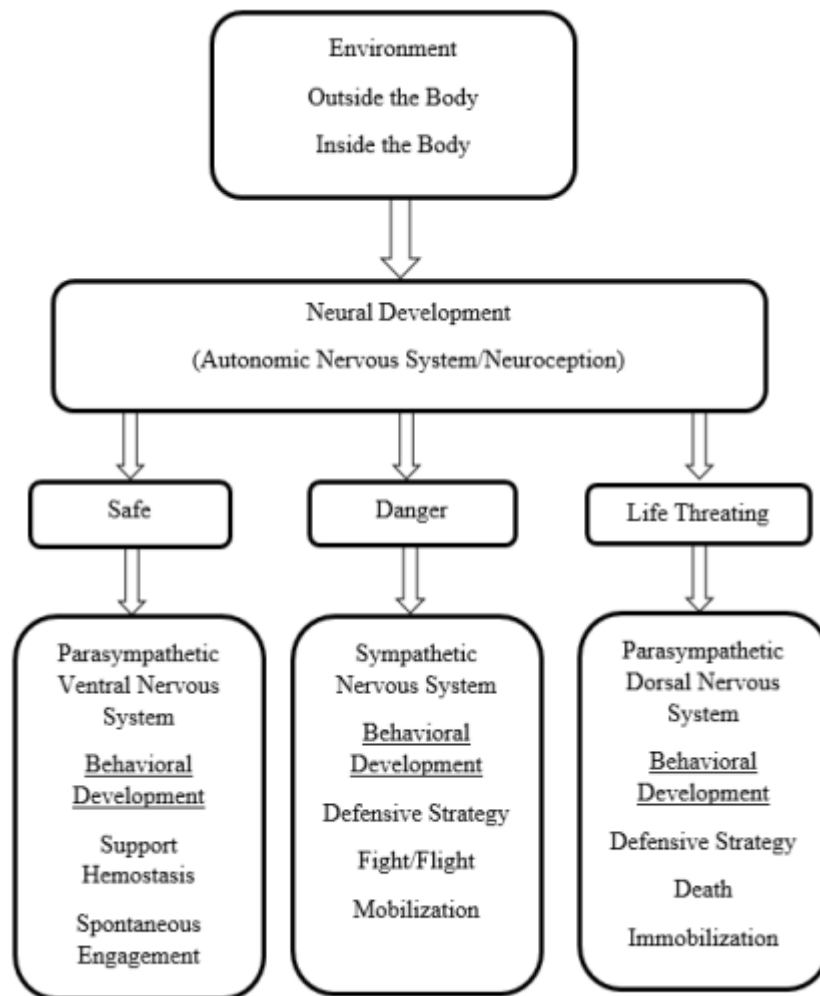 Environment
Outside the Body
Inside the Body
Neural Development
(Autonomic Nervous System/Neuroception)
Safe
Danger
Life Threating
Parasympathetic
Ventral Nervous
System
Behavioral
Development
Support
Hemostasis
Spontaneous
Engagement
Sympathetic
Nervous System
Behavioral
Development
Defensive Strategy
Fight/Flight
Mobilization
Parasympathetic
Dorsal Nervous
System
Behavioral
Development
Defensive Strategy
Death
Immobilization